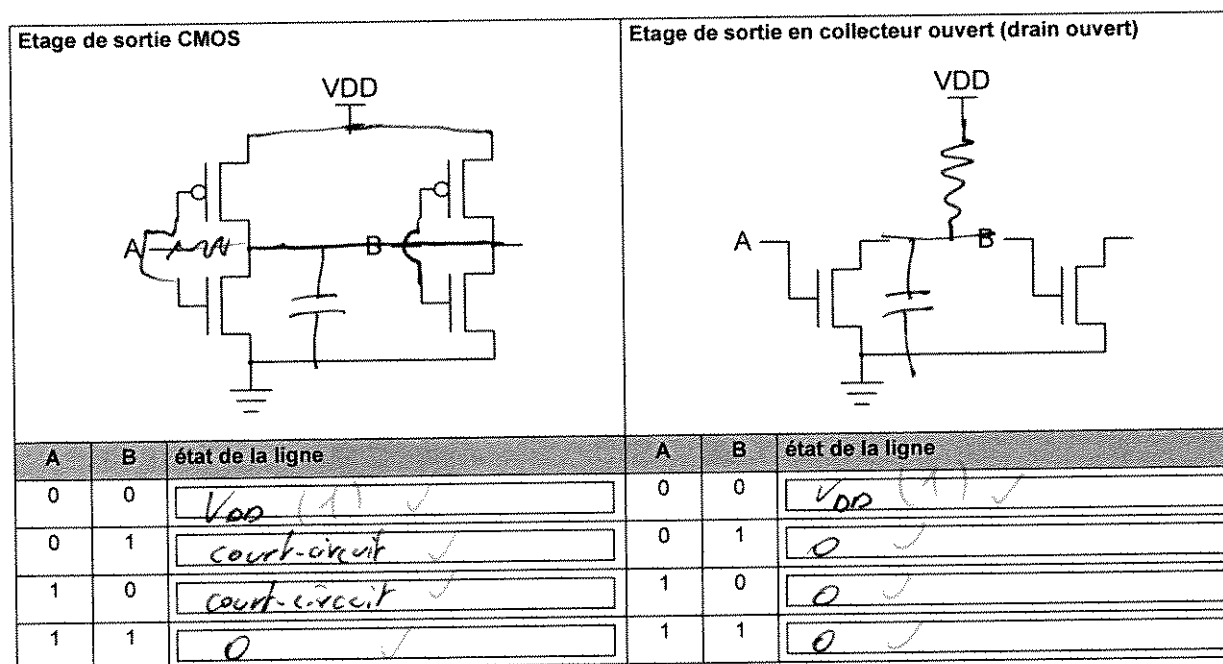 Etage de sortie CMOS
Etage de sortie en collecteur ouvert (drain ouvert)
VDD
VDD
A
B
A
B
A B état de la ligne
A B état de la ligne
0 0 VDD (1) ✓
0 0 VDD (1) ✓
0 1 court-circuit ✓
0 1 0 ✓
1 0 court-circuit ✓
1 0 0 ✓
1 1 0 ✓
1 1 0 ✓